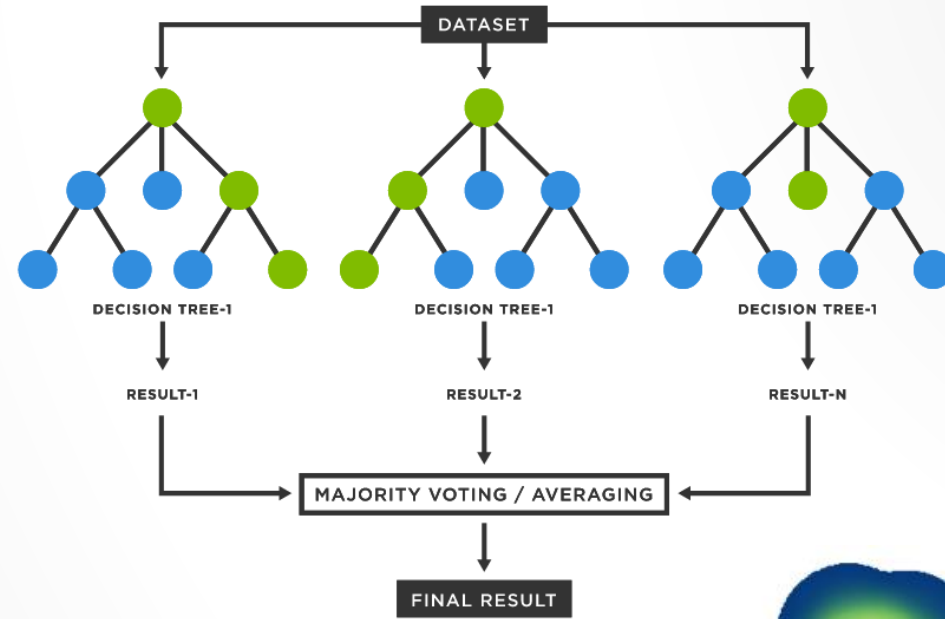 DATASET
DECISION TREE-1
DECISION TREE-1
DECISION TREE-1
RESULT-1
RESULT-2
RESULT-N
MAJORITY VOTING / AVERAGING
FINAL RESULT